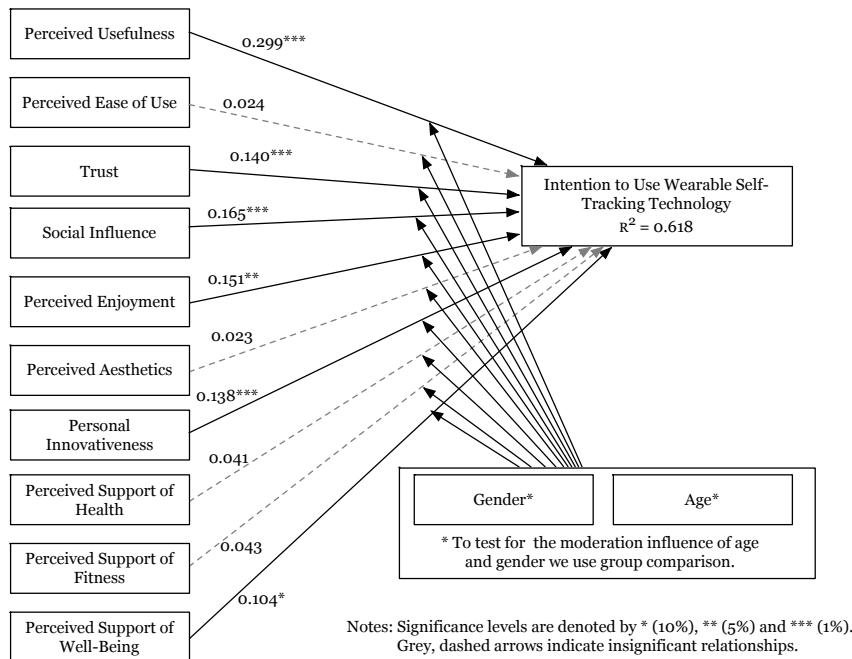 Perceived Usefulness
0.299***
Perceived Ease of Use
0.024
Trust
0.140***
Social Influence
0.165***
Perceived Enjoyment
0.151**
Perceived Aesthetics
0.023
Personal
Innovativeness
0.138***
Perceived Support of
Health
0.041
Perceived Support of
Fitness
0.043
Perceived Support of
Well-Being
0.104*
Intention to Use Wearable Self-
Tracking Technology
R² = 0.618
Gender*
Age*
* To test for the moderation influence of age
and gender we use group comparison.
Notes: Significance levels are denoted by * (10%), ** (5%) and *** (1%).
Grey, dashed arrows indicate insignificant relationships.